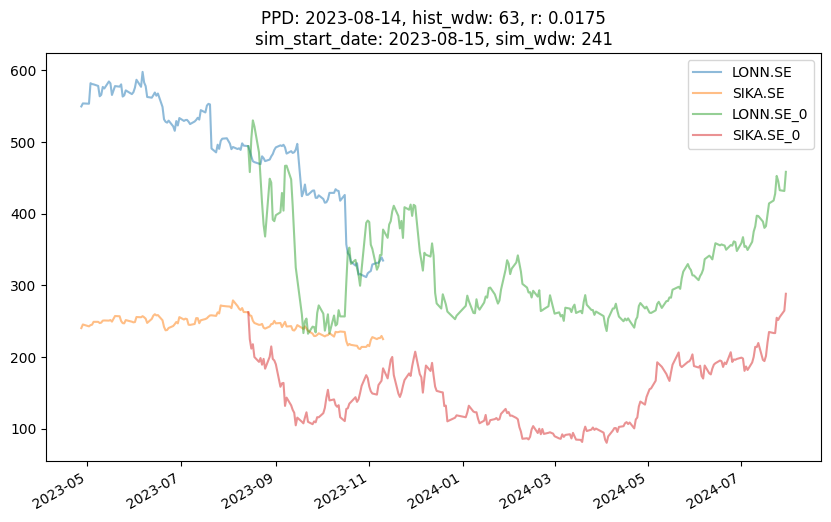 PPD: 2023-08-14, hist_wdw: 63, r: 0.0175
sim_start_date: 2023-08-15, sim_wdw: 241
LONN.SE
SIKA.SE
LONN.SE_0
SIKA.SE_0
600
500
400
300
200
100
2023-05
2023-07
2023-09
2023-11
2024-01
2024-03
2024-05
2024-07